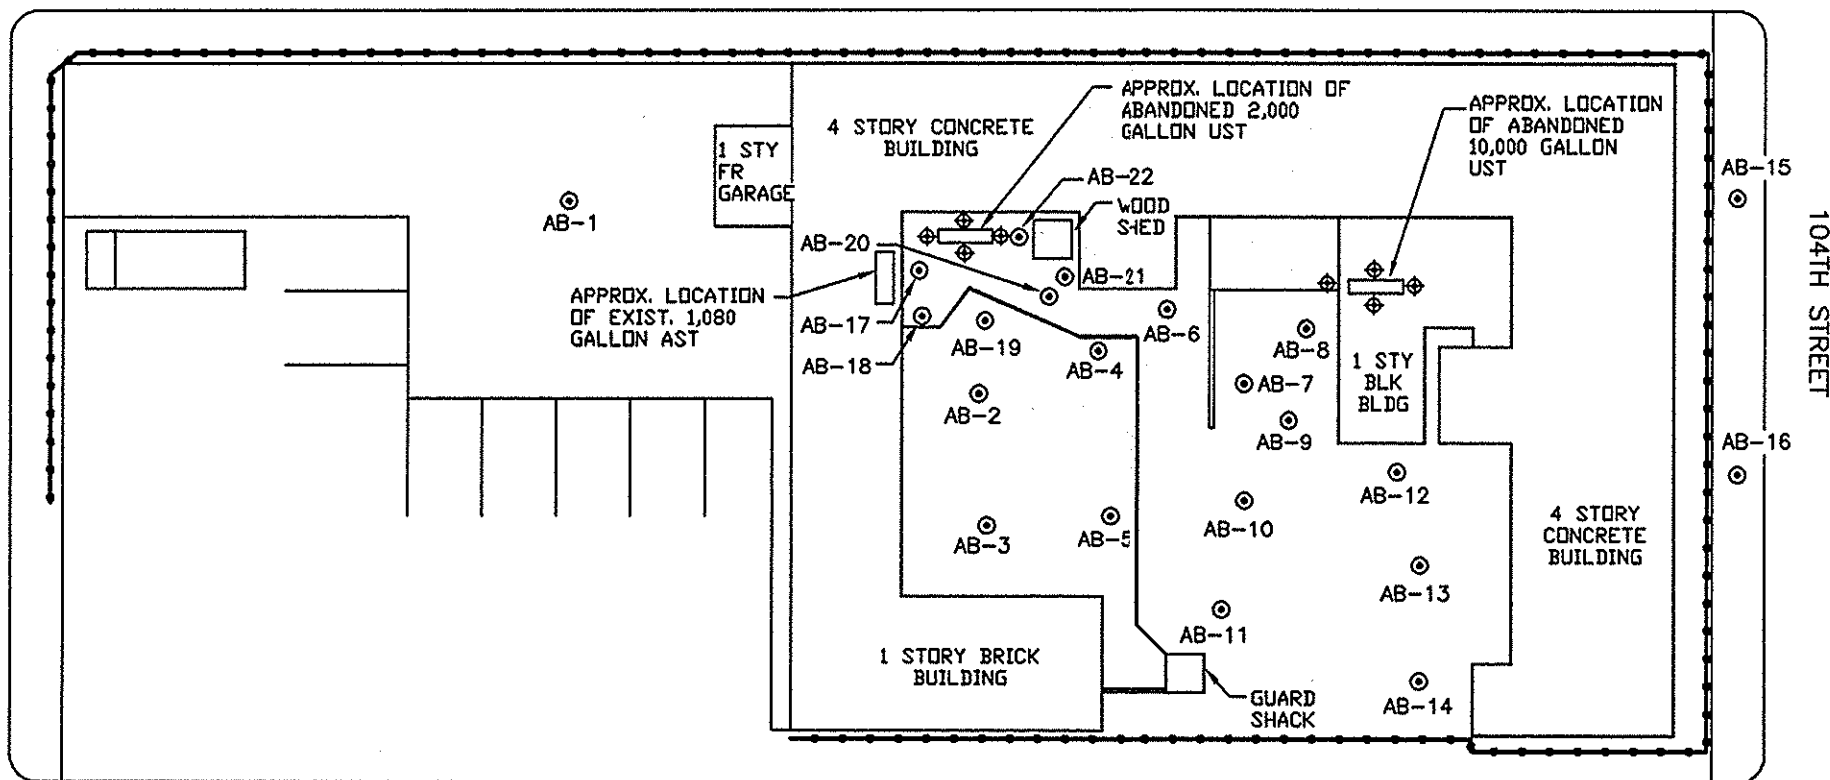 APPROX. LOCATION OF
ABANDONED 2,000
GALLON UST
APPROX. LOCATION
OF ABANDONED
10,000 GALLON
UST
4 STORY CONCRETE
BUILDING
1 STY
FR
GARAGE
AB-15
AB-22
WOOD
SHED
AB-1
AB-20
AB-21
104TH STREET
APPROX. LOCATION
OF EXIST. 1,080
GALLON AST
AB-17
AB-18
AB-19
AB-6
AB-4
AB-8
1 STY
BLK
BLDG
AB-7
AB-2
AB-9
AB-16
AB-12
AB-10
AB-3
AB-5
4 STORY
CONCRETE
BUILDING
AB-13
AB-11
1 STORY BRICK
BUILDING
GUARD
SHACK
AB-14